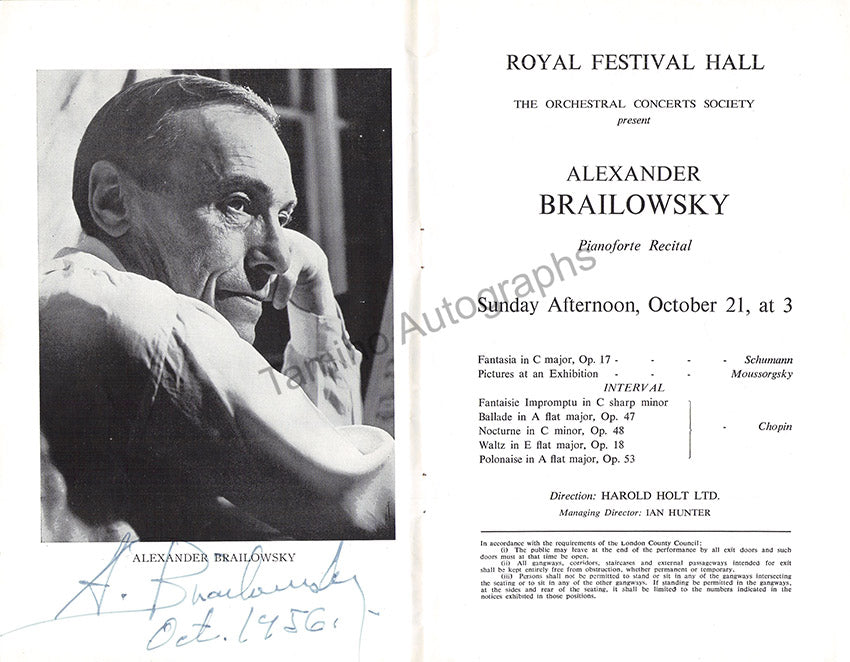 ALEXANDER BRAILOWSKY
A. Brailowsky
Oct. 1956.
ROYAL FESTIVAL HALL
THE ORCHESTRAL CONCERTS SOCIETY
present
ALEXANDER
BRAILOWSKY
Pianoforte Recital
Sunday Afternoon, October 21, at 3
Fantasia in C major, Op. 17 - - - - Schumann
Pictures at an Exhibition - - - Moussorgsky
INTERVAL
Fantaisie Impromptu in C sharp minor
Ballade in A flat major, Op. 47
Nocturne in C minor, Op. 48 - Chopin
Waltz in E flat major, Op. 18
Polonaise in A flat major, Op. 53
Direction: HAROLD HOLT LTD.
Managing Director: IAN HUNTER
In accordance with the requirements of the London County Council:
(i) The public may leave at the end of the performance by all exit doors and such
doors must at that time be open.
(ii) All gangways, corridors, staircases and external passageways intended for exit
shall be kept entirely free from obstruction, whether permanent or temporary.
(iii) Persons shall not be permitted to stand or sit in any of the gangways intersecting
the seating or to sit in any of the other gangways. If standing be permitted in the gangways,
at the sides and rear of the seating, it shall be limited to the numbers indicated in the
notices exhibited in those positions.
Tamino Autographs